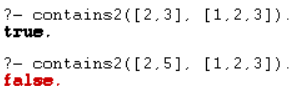 ?- contains2([2,3], [1,2,3]).
true.
?- contains2([2,5], [1,2,3]).
false.